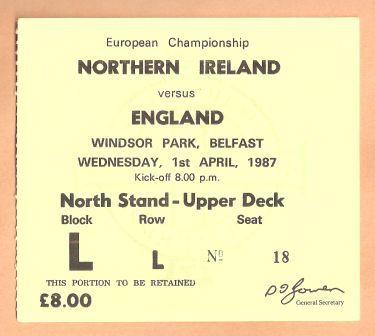 European Championship
NORTHERN IRELAND
versus
ENGLAND
WINDSOR PARK, BELFAST
WEDNESDAY, 1st APRIL, 1987
Kick-off 8.00 p.m.
North Stand - Upper Deck
Block Row Seat
L L Nº 18
THIS PORTION TO BE RETAINED
£8.00
General Secretary